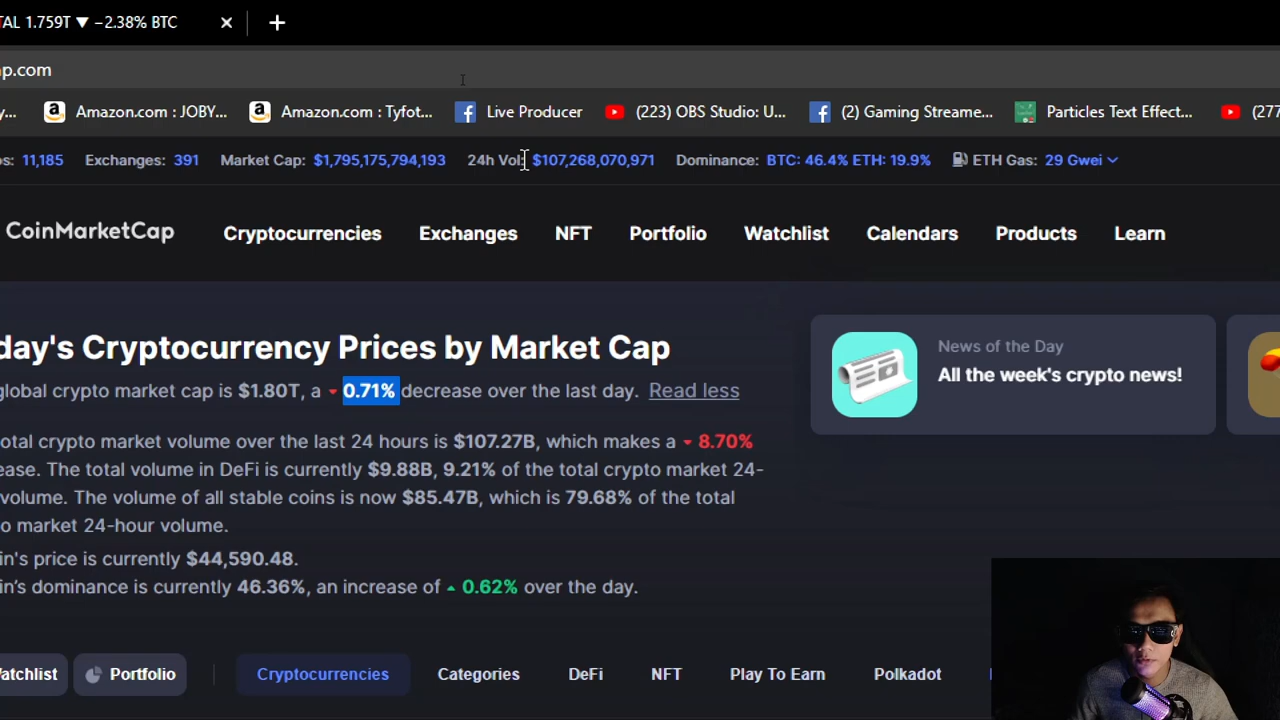 TAL 1.759T ▼ −2.38% BTC
p.com
y... Amazon.com : JOBY... Amazon.com : Tyfot... Live Producer (223) OBS Studio: U... (2) Gaming Streame... Particles Text Effect... (277
os: 11,185 Exchanges: 391 Market Cap: $1,795,175,794,193 24h Vol: $107,268,070,971 Dominance: BTC: 46.4% ETH: 19.9% ETH Gas: 29 Gwei
CoinMarketCap Cryptocurrencies Exchanges NFT Portfolio Watchlist Calendars Products Learn
day's Cryptocurrency Prices by Market Cap
global crypto market cap is $1.80T, a 0.71% decrease over the last day. Read less
News of the Day
All the week's crypto news!
otal crypto market volume over the last 24 hours is $107.27B, which makes a 8.70%
ease. The total volume in DeFi is currently $9.88B, 9.21% of the total crypto market 24-
volume. The volume of all stable coins is now $85.47B, which is 79.68% of the total
o market 24-hour volume.
in's price is currently $44,590.48.
in's dominance is currently 46.36%, an increase of 0.62% over the day.
Watchlist Portfolio Cryptocurrencies Categories DeFi NFT Play To Earn Polkadot